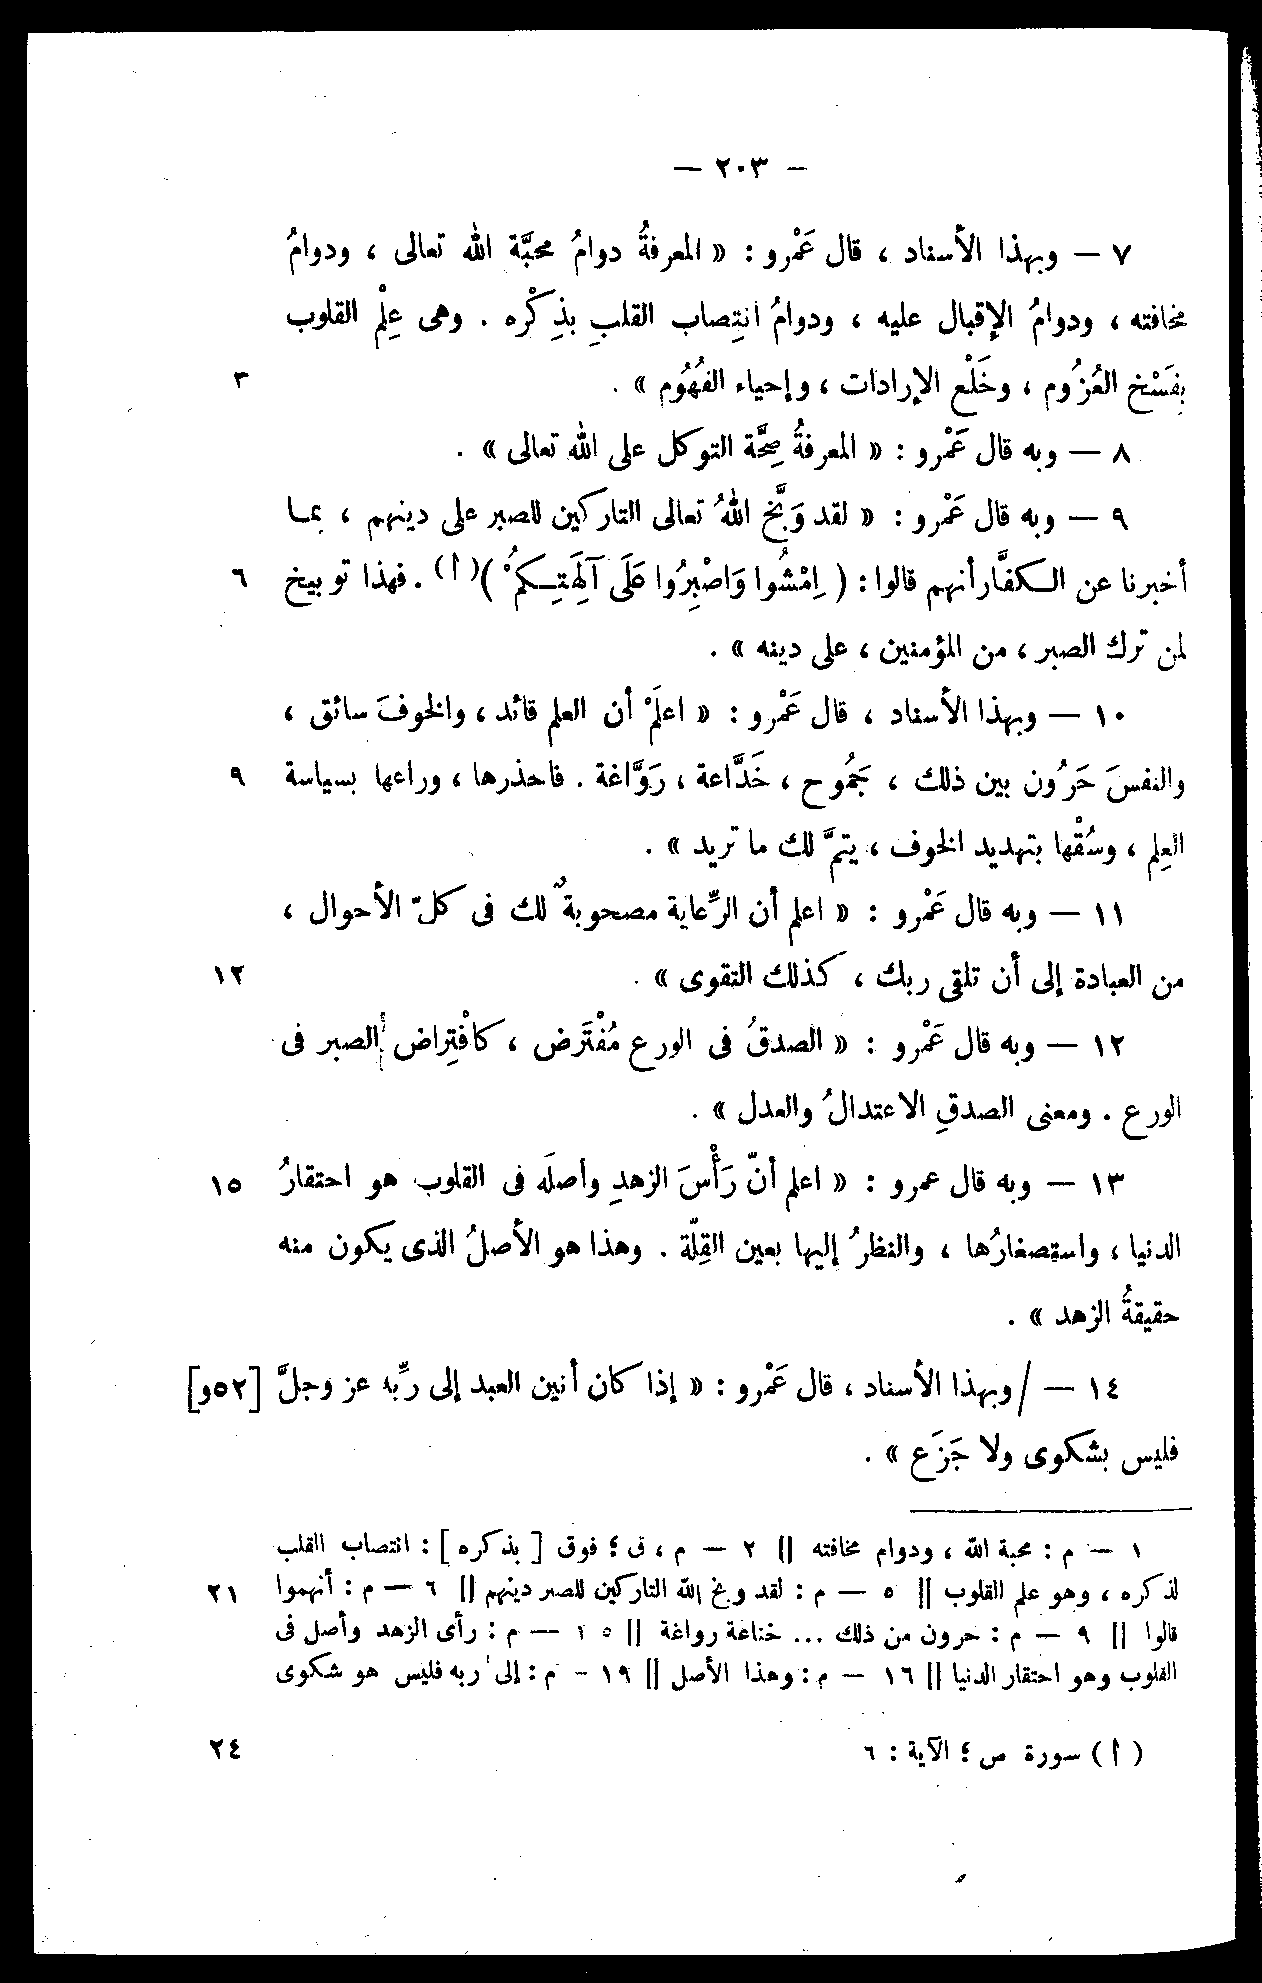 — ٢٠٣ —
٧ — وبهذا الأسناد ، قال عَمْرو : « المعرفةُ دوامُ محبَّة الله تعالى ، ودوامُ
مخافته ، ودوامُ الإقبال عليه ، ودوامُ انتِصاب القلبِ بذِكْره . وهى عِلْم القلوب
بفَسْخ العُزُوم ، وخَلْع الإرادات ، وإحياء الفُهُوم » . ٣
٨ — وبه قال عَمْرو : « المعرفةُ صِحَّة التوكل على الله تعالى » .
٩ — وبه قال عَمْرو : « لقد وَبَّخ اللهُ تعالى التاركين للصبر على دينهم ، بما
أخبرنا عن الكفَّار أنهم قالوا : ( اِمْشُوا وَاصْبِرُوا عَلَى آلِهَتِكُمْ )(أ) . فهذا توبيخ ٦
لمن ترك الصبر ، من المؤمنين ، على دينه » .
١٠ — وبهذا الأسناد ، قال عَمْرو : « اعلَمْ أن العلم قائد ، والخوفَ سائق ،
والنفسَ حَرُون بين ذلك ، جَمُوح ، خَدَّاعة ، رَوَّاغة . فاحذرها ، وراعها بسياسة ٩
العِلم ، وسُقْها بتهديد الخوف ، يتمَّ لك ما تريد » .
١١ — وبه قال عَمْرو : « اعلم أن الرِّعاية مصحوبةٌ لك فى كلّ الأحوال ،
من العبادة إلى أن تلقى ربك ، كذلك التقوى » . ١٢
١٢ — وبه قال عَمْرو : « الصدقُ فى الورع مُفْتَرَض ، كافْتِراض الصبر فى
الورع . ومعنى الصدقِ الاعتدالُ والعدل » .
١٣ — وبه قال عمرو : « اعلم أنّ رَأْسَ الزهدِ وأصلَه فى القلوب هو احتقارُ ١٥
الدنيا ، واستصغارُها ، والنظرُ إليها بعين القِلّة . وهذا هو الأصلُ الذى يكون منه
حقيقةُ الزهد » .
١٤ — / وبهذا الأسناد ، قال عَمْرو : « إذا كان أنين العبد إلى ربِّه عز وجلَّ [٥٢و]
فليس بشكوى ولا جَزَع » .
١ — م : محبة الله ، ودوام مخافته || ٢ — م ، ق ؛ فوق [ بذكره ] : انتصاب القلب
لذكره ، وهو علم القلوب || ٥ — م : لقد وبخ الله التاركين للصبر دينهم || ٦ — م : أنهموا ٢١
قالوا || ٩ — م : حرون من ذلك ... خناعة رواغة || ١٥ — م : رأى الزهد وأصل فى
القلوب وهو احتقار الدنيا || ١٦ — م : وهذا الأصل || ١٩ - م : إلى ربه فليس هو شكوى
( أ ) سورة ص ؛ الآية : ٦ ٢٤